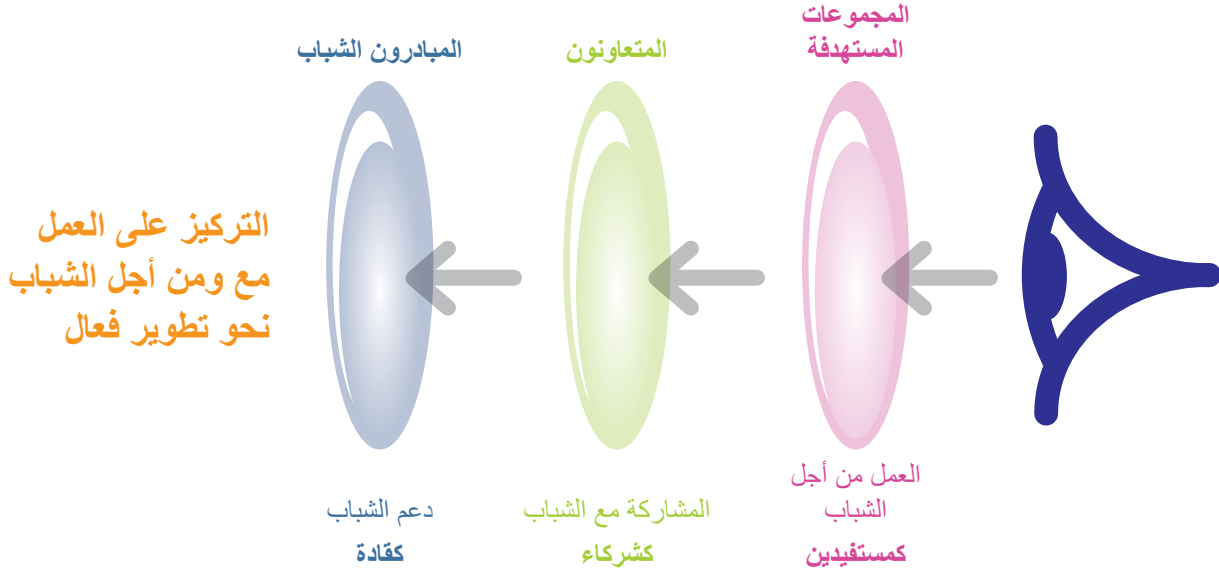 المجموعات
المستهدفة
المتعاونون
المبادرون الشباب
التركيز على العمل
مع ومن أجل الشباب
نحو تطوير فعال
العمل من أجل
الشباب
كمستفيدين
المشاركة مع الشباب
كشركاء
دعم الشباب
كقادة